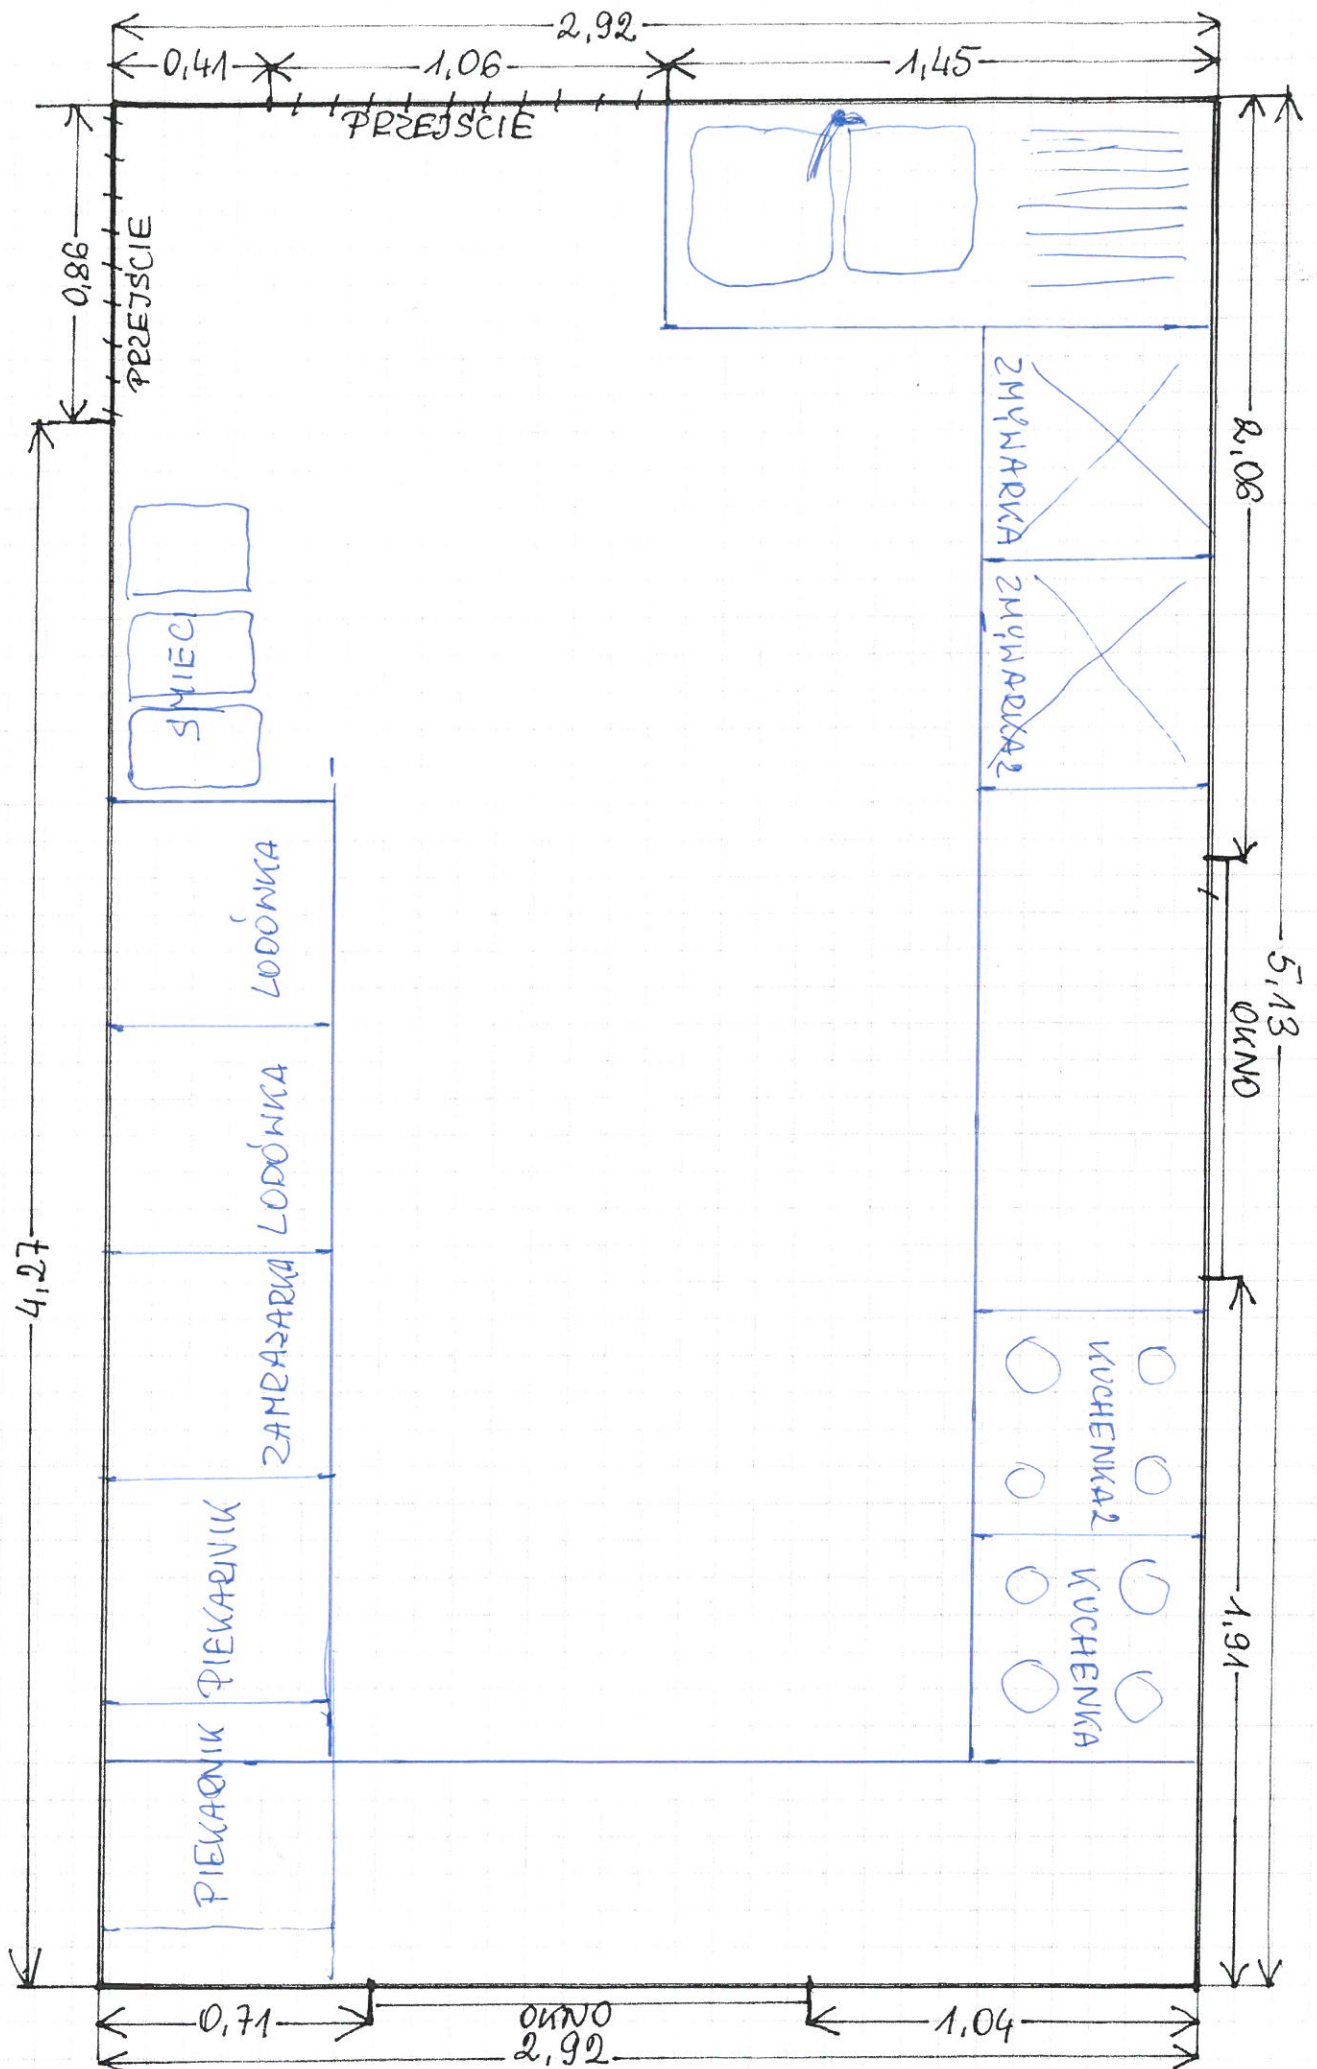 2,92
0,41 1,06 1,45
PRZEJŚCIE
0,86
PRZEJŚCIE
2,06
ZMYWARKA
ZMYWARKA2
ŚMIECI
LODÓWKA
LODÓWKA
ZAMRAŻARKA
PIEKARNIK
PIEKARNIK
4,27
5,13
OKNO
KUCHENKA2
KUCHENKA
1,91
0,71 OKNO 1,04
2,92